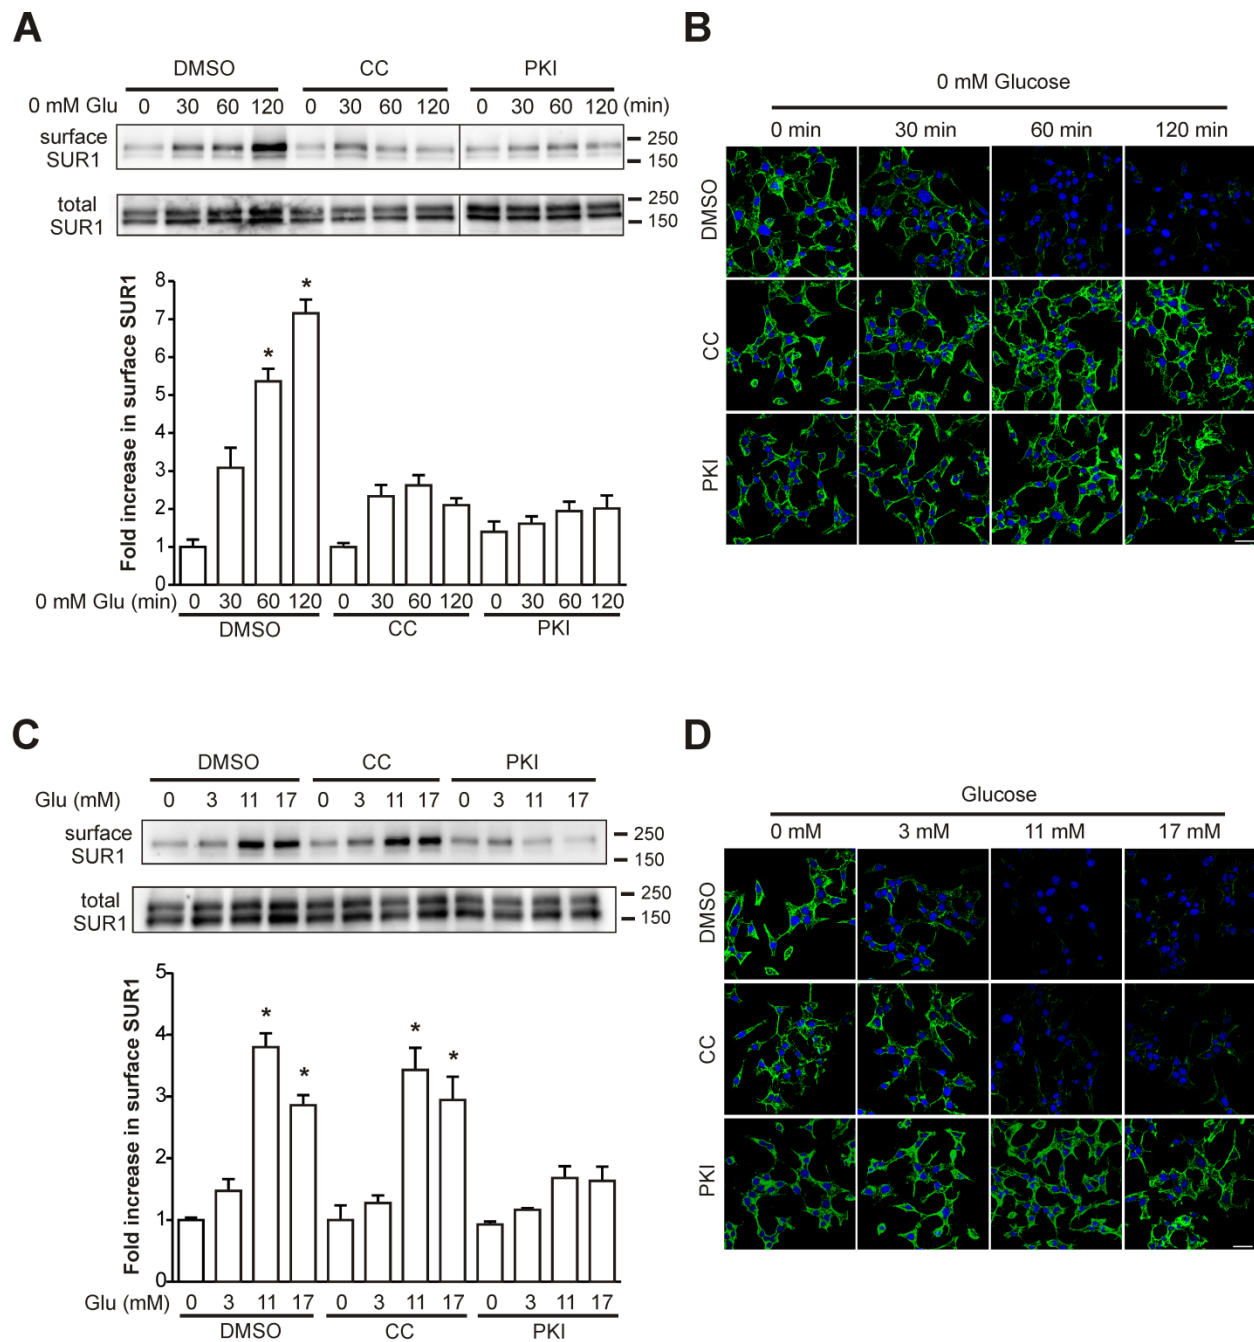 A
DMSO CC PKI
0 mM Glu 0 30 60 120 0 30 60 120 0 30 60 120 (min)
surface SUR1
250
150
total SUR1
250
150
Fold increase in surface SUR1
8
7
6
5
4
3
2
1
0
* *
0 mM Glu (min) 0 30 60 120 0 30 60 120 0 30 60 120
DMSO CC PKI
B
0 mM Glucose
0 min 30 min 60 min 120 min
DMSO
CC
PKI
C
DMSO CC PKI
Glu (mM) 0 3 11 17 0 3 11 17 0 3 11 17
surface SUR1
250
150
total SUR1
250
150
Fold increase in surface SUR1
5
4
3
2
1
0
* * * *
Glu (mM) 0 3 11 17 0 3 11 17 0 3 11 17
DMSO CC PKI
D
Glucose
0 mM 3 mM 11 mM 17 mM
DMSO
CC
PKI